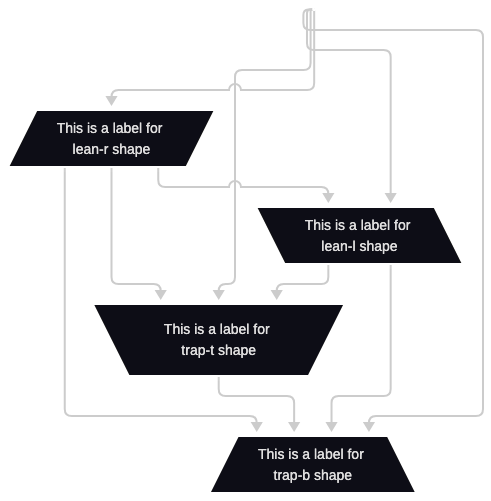 This is a label for
lean-r shape
This is a label for
lean-l shape
This is a label for
trap-t shape
This is a label for
trap-b shape